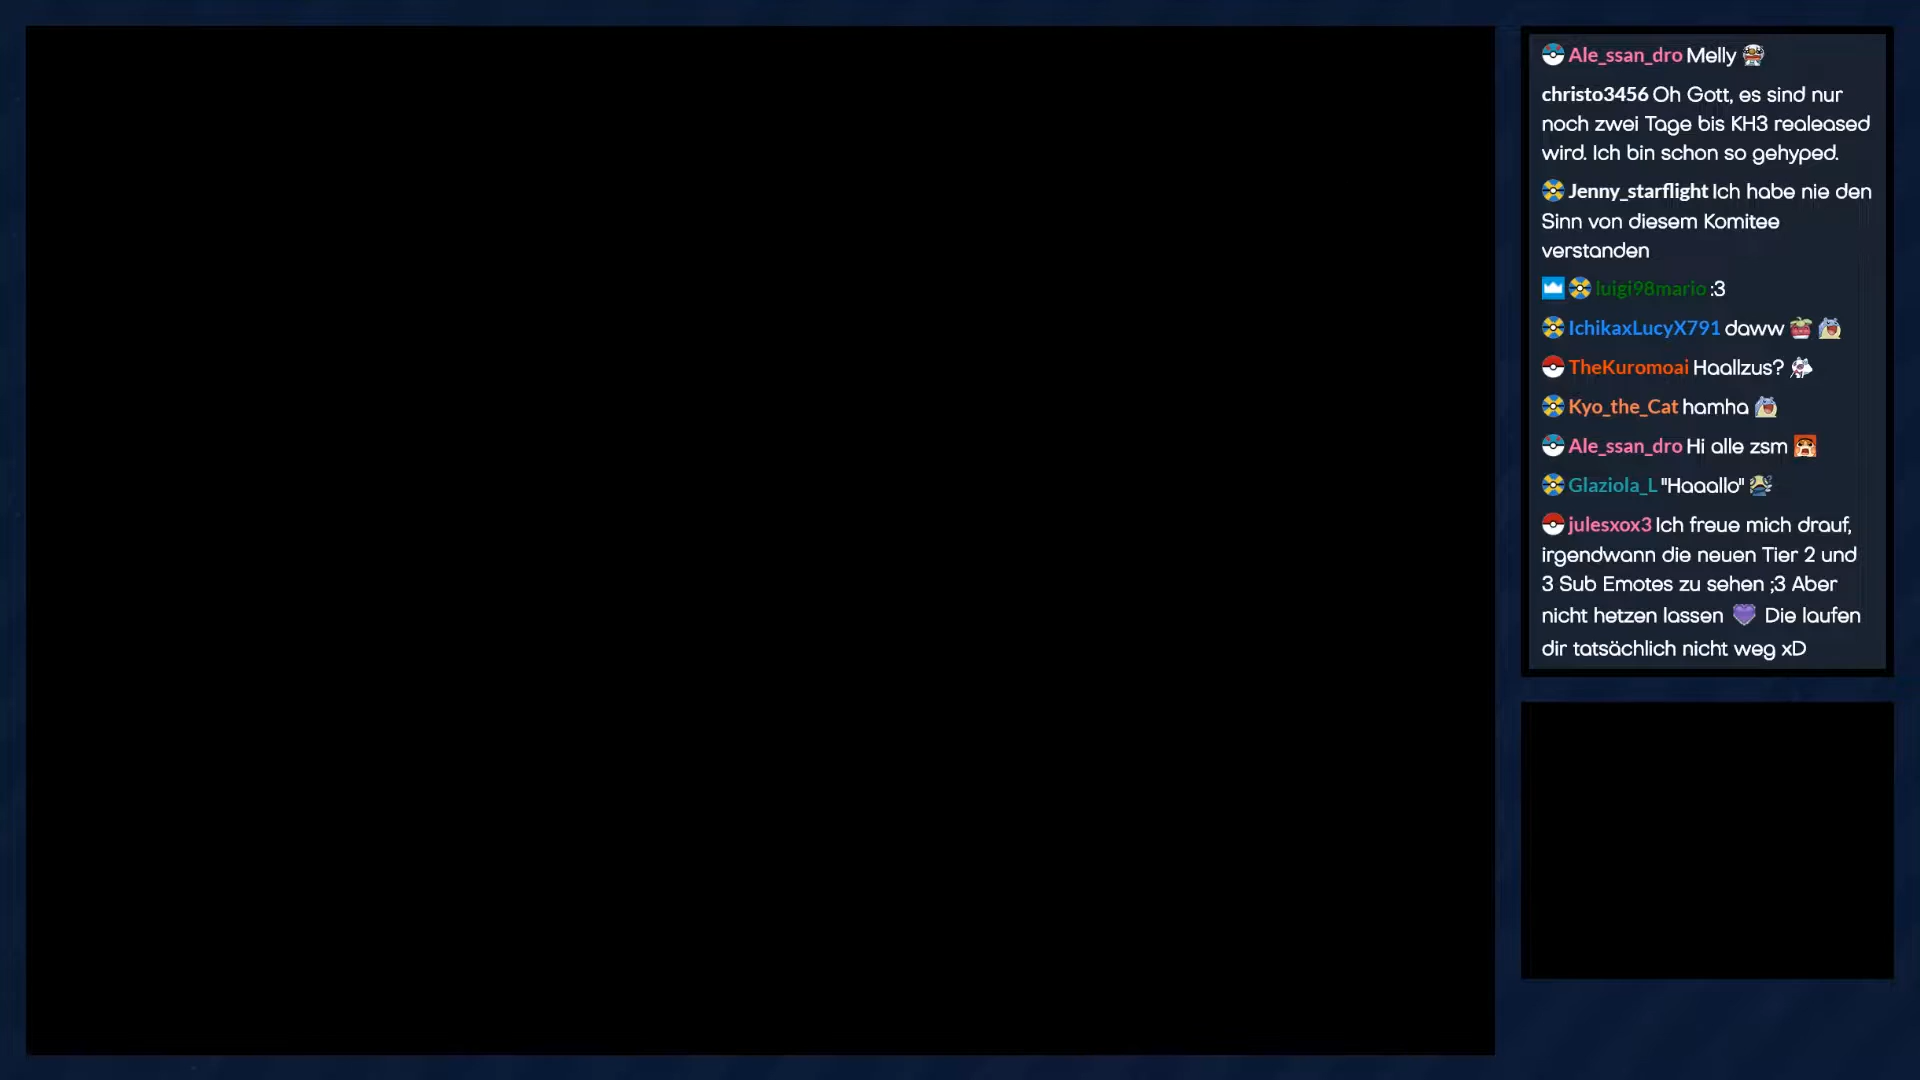 Ale_ssan_dro Melly
christo3456 Oh Gott, es sind nur
noch zwei Tage bis KH3 realeased
wird. Ich bin schon so gehyped.
Jenny_starflight Ich habe nie den
Sinn von diesem Komitee
verstanden
luigi98mario :3
IchikaxLucyX791 daww
TheKuromoai Haallzus?
Kyo_the_Cat hamha
Ale_ssan_dro Hi alle zsm
Glaziola_L "Haaallo"
julesxox3 Ich freue mich drauf,
irgendwann die neuen Tier 2 und
3 Sub Emotes zu sehen ;3 Aber
nicht hetzen lassen 💜 Die laufen
dir tatsächlich nicht weg xD